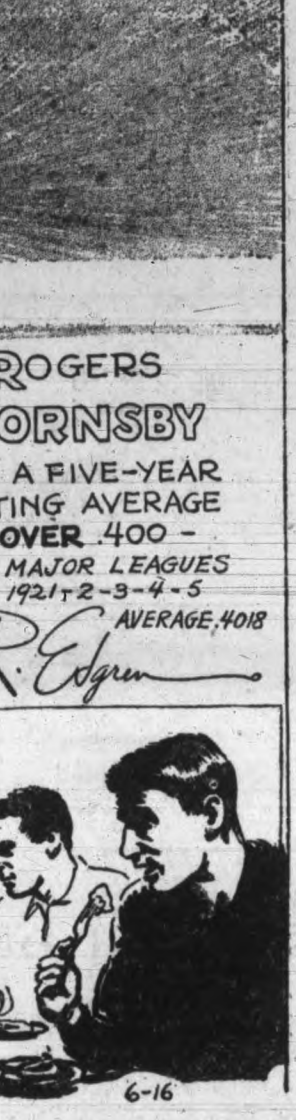 ROGERS
ORNSBY
A FIVE-YEAR
TING AVERAGE
OVER .400 -
MAJOR LEAGUES
1921-2-3-4-5
AVERAGE .4018
R. Edgren
6-16